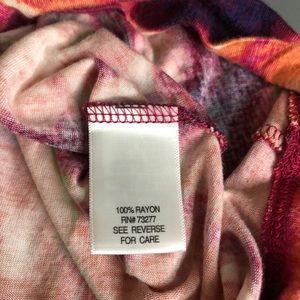 100% RAYON
RN# 73277
SEE REVERSE
FOR CARE